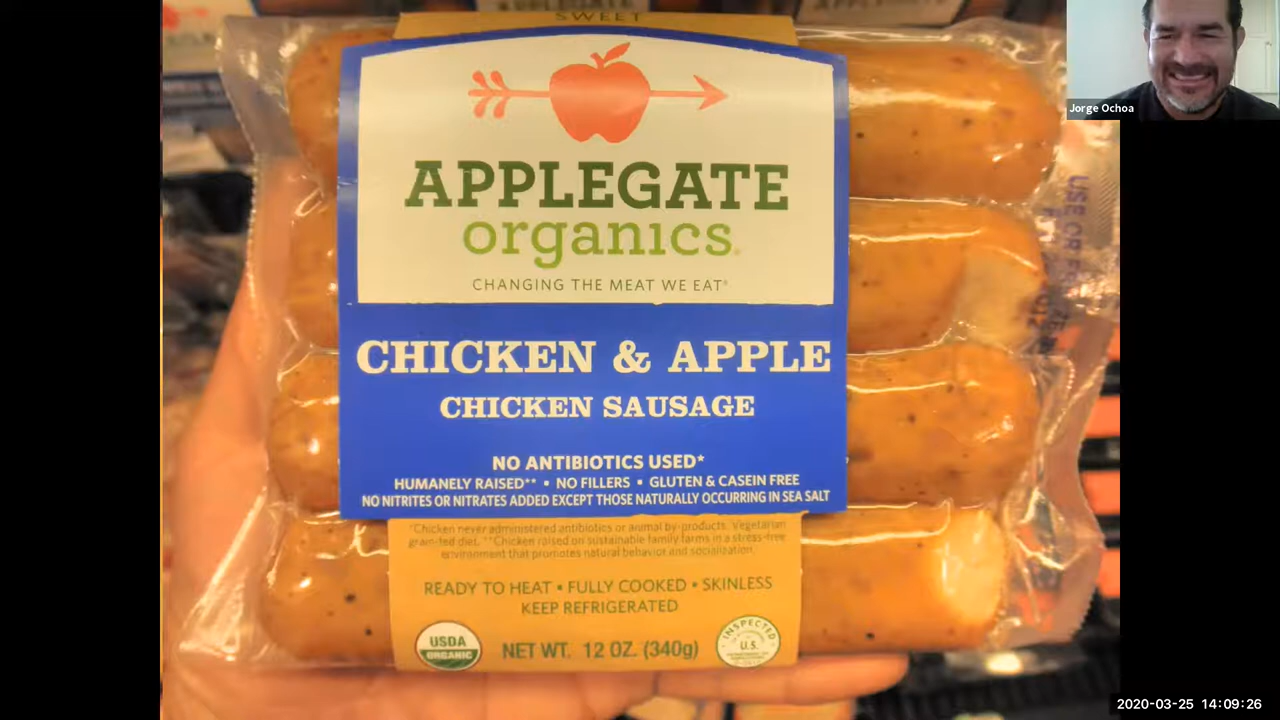 SWEET
APPLEGATE
organics
CHANGING THE MEAT WE EAT®
CHICKEN & APPLE
CHICKEN SAUSAGE
NO ANTIBIOTICS USED*
HUMANELY RAISED** • NO FILLERS • GLUTEN & CASEIN FREE
NO NITRITES OR NITRATES ADDED EXCEPT THOSE NATURALLY OCCURRING IN SEA SALT
*Chicken never administered antibiotics or animal by-products. Vegetarian
grain-fed diet. **Chicken raised on sustainable family farms in a stress-free
environment that promotes natural behavior and socialization.
READY TO HEAT • FULLY COOKED • SKINLESS
KEEP REFRIGERATED
USDA
ORGANIC
NET WT. 12 OZ. (340g)
INSPECTED
U.S.
USE OR
Jorge Ochoa
2020-03-25 14:09:26